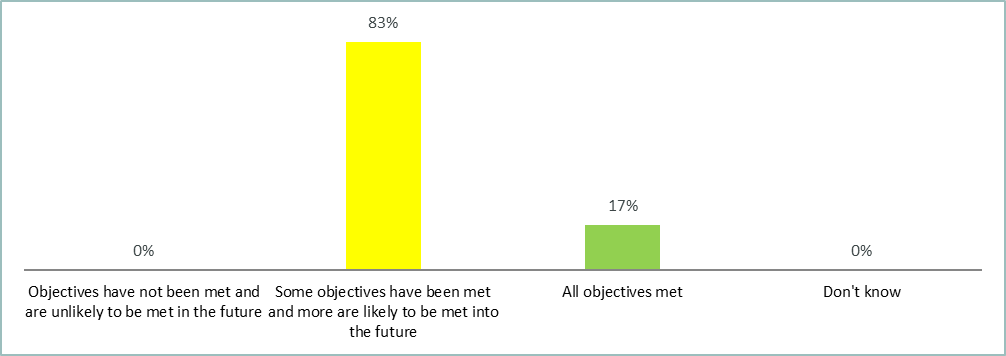 83%
17%
0%
0%
Objectives have not been met and
are unlikely to be met in the future
Some objectives have been met
and more are likely to be met into
the future
All objectives met
Don't know